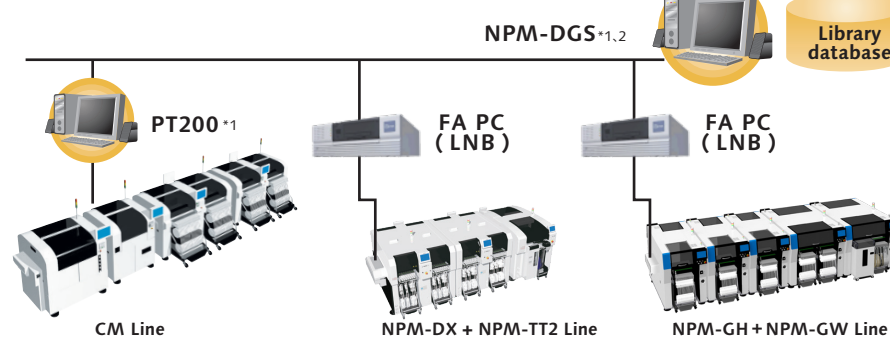 NPM-DGS*1、2
Library
database
PT200 *1
FA PC
( LNB )
FA PC
( LNB )
CM Line
NPM-DX + NPM-TT2 Line
NPM-GH + NPM-GW Line